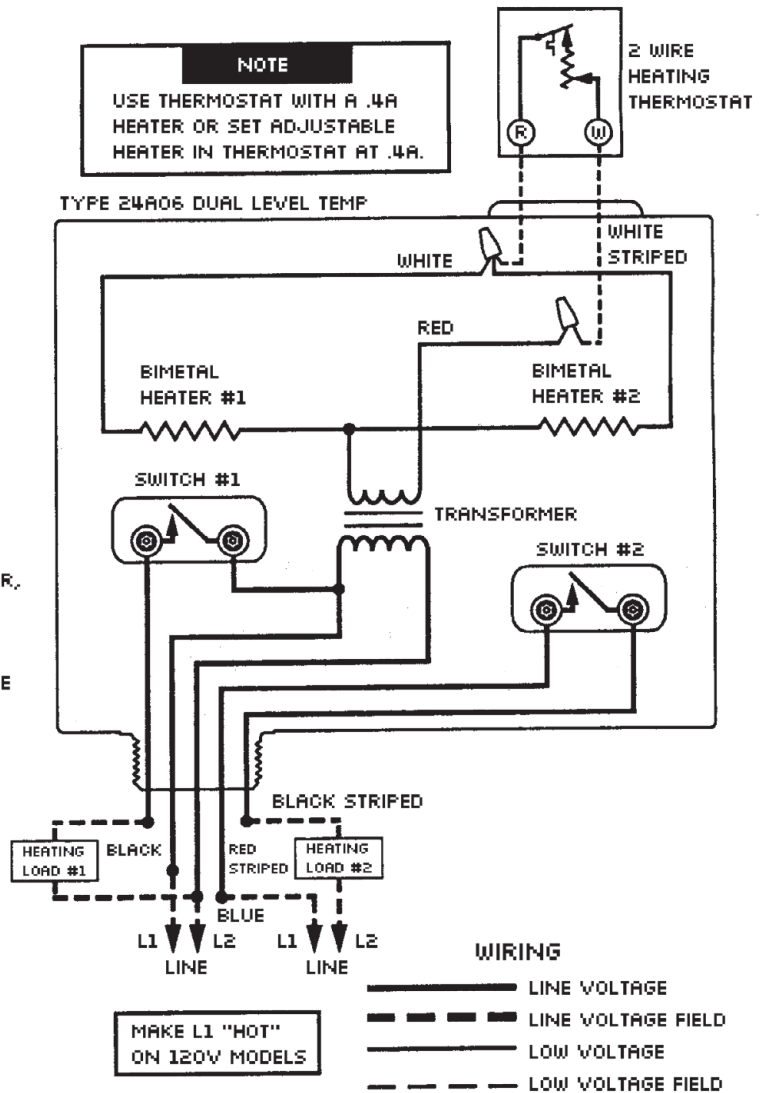 NOTE
USE THERMOSTAT WITH A .4A
HEATER OR SET ADJUSTABLE
HEATER IN THERMOSTAT AT .4A.
2 WIRE
HEATING
THERMOSTAT
R
W
TYPE 24A06 DUAL LEVEL TEMP
WHITE
STRIPED
WHITE
RED
BIMETAL
HEATER #1
BIMETAL
HEATER #2
SWITCH #1
TRANSFORMER
SWITCH #2
R,
E
BLACK STRIPED
HEATING
LOAD #1
BLACK
RED
STRIPED
HEATING
LOAD #2
BLUE
L1
L2
LINE
L1
L2
LINE
WIRING
LINE VOLTAGE
LINE VOLTAGE FIELD
LOW VOLTAGE
LOW VOLTAGE FIELD
MAKE L1 "HOT"
ON 120V MODELS